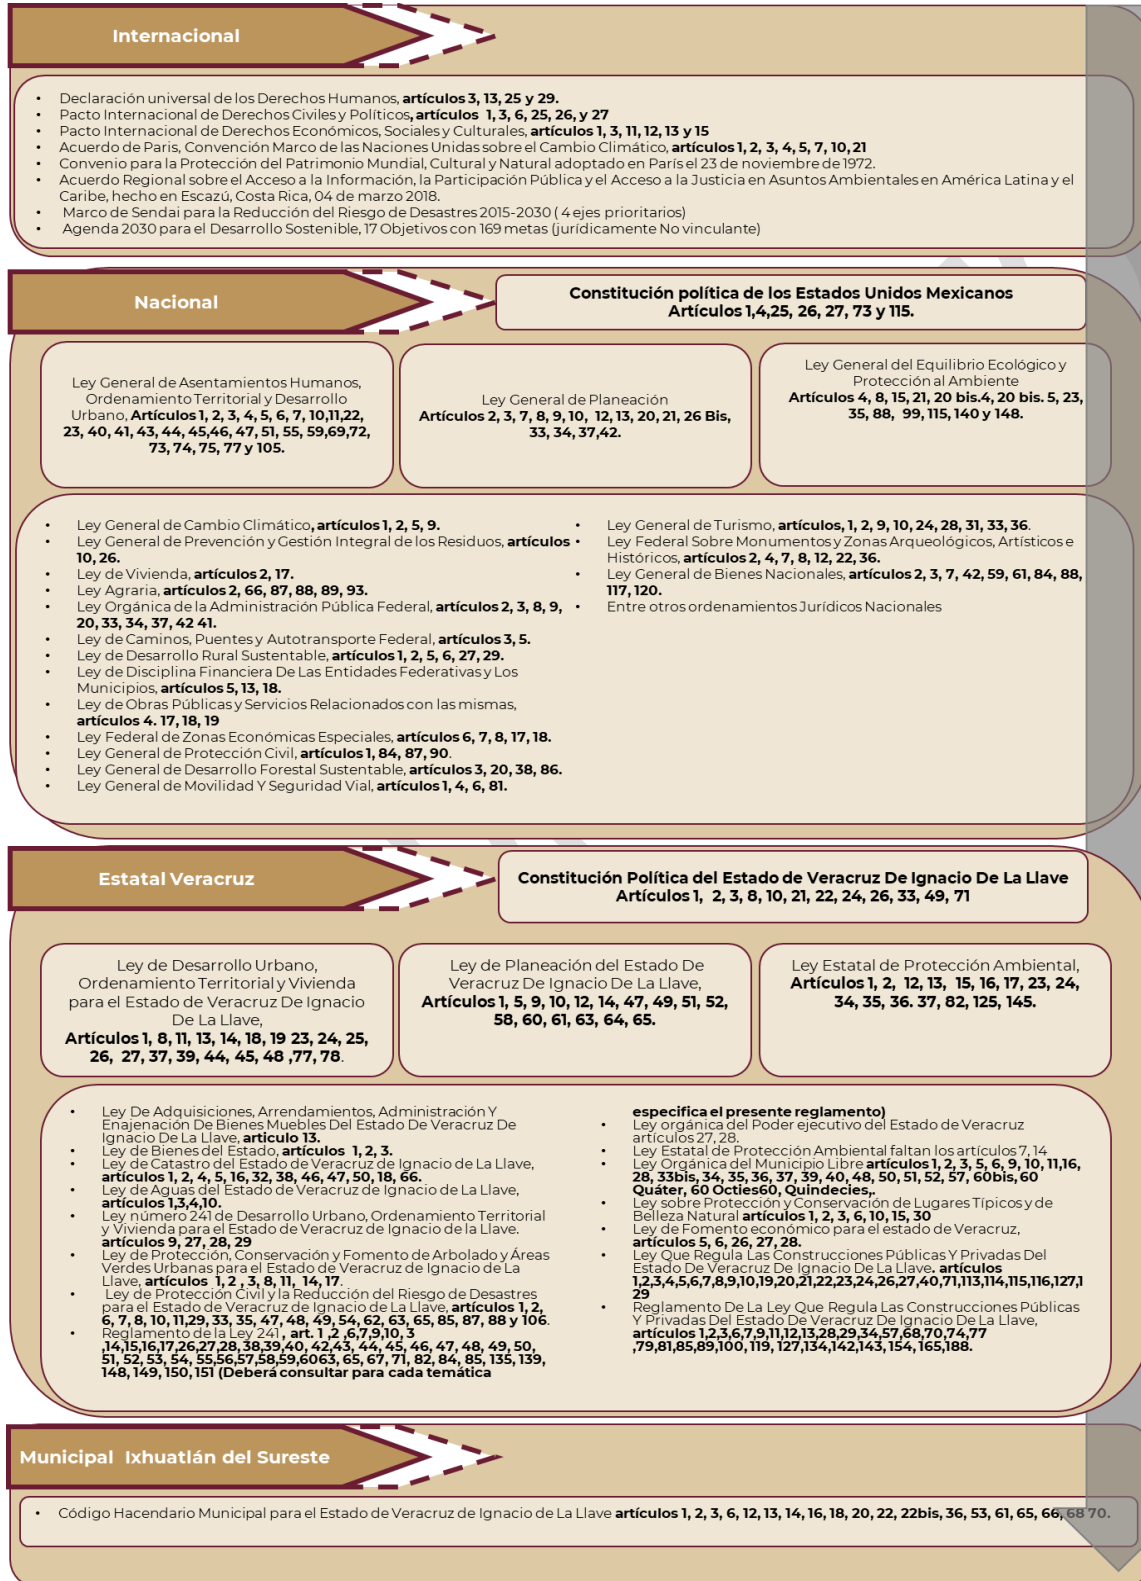 Internacional
• Declaración universal de los Derechos Humanos, artículos 3, 13, 25 y 29.
• Pacto Internacional de Derechos Civiles y Políticos, artículos 1, 3, 6, 25, 26, y 27
• Pacto Internacional de Derechos Económicos, Sociales y Culturales, artículos 1, 3, 11, 12, 13 y 15
• Acuerdo de Paris, Convención Marco de las Naciones Unidas sobre el Cambio Climático, artículos 1, 2, 3, 4, 5, 7, 10, 21
• Convenio para la Protección del Patrimonio Mundial, Cultural y Natural adoptado en París el 23 de noviembre de 1972.
• Acuerdo Regional sobre el Acceso a la Información, la Participación Pública y el Acceso a la Justicia en Asuntos Ambientales en América Latina y el
Caribe, hecho en Escazú, Costa Rica, 04 de marzo 2018.
• Marco de Sendai para la Reducción del Riesgo de Desastres 2015-2030 ( 4 ejes prioritarios)
• Agenda 2030 para el Desarrollo Sostenible, 17 Objetivos con 169 metas (jurídicamente No vinculante)
Nacional
Constitución política de los Estados Unidos Mexicanos
Artículos 1,4,25, 26, 27, 73 y 115.
Ley General de Asentamientos Humanos,
Ordenamiento Territorial y Desarrollo
Urbano, Artículos 1, 2, 3, 4, 5, 6, 7, 10,11,22,
23, 40, 41, 43, 44, 45,46, 47, 51, 55, 59,69,72,
73, 74, 75, 77 y 105.
Ley General de Planeación
Artículos 2, 3, 7, 8, 9, 10, 12, 13, 20, 21, 26 Bis,
33, 34, 37,42.
Ley General del Equilibrio Ecológico y
Protección al Ambiente
Artículos 4, 8, 15, 21, 20 bis.4, 20 bis. 5, 23,
35, 88, 99, 115, 140 y 148.
• Ley General de Cambio Climático, artículos 1, 2, 5, 9.
• Ley General de Prevención y Gestión Integral de los Residuos, artículos
10, 26.
• Ley de Vivienda, artículos 2, 17.
• Ley Agraria, artículos 2, 66, 87, 88, 89, 93.
• Ley Orgánica de la Administración Pública Federal, artículos 2, 3, 8, 9,
20, 33, 34, 37, 42 41.
• Ley de Caminos, Puentes y Autotransporte Federal, artículos 3, 5.
• Ley de Desarrollo Rural Sustentable, artículos 1, 2, 5, 6, 27, 29.
• Ley de Disciplina Financiera De Las Entidades Federativas y Los
Municipios, artículos 5, 13, 18.
• Ley de Obras Públicas y Servicios Relacionados con las mismas,
artículos 4. 17, 18, 19
• Ley Federal de Zonas Económicas Especiales, artículos 6, 7, 8, 17, 18.
• Ley General de Protección Civil, artículos 1, 84, 87, 90.
• Ley General de Desarrollo Forestal Sustentable, artículos 3, 20, 38, 86.
• Ley General de Movilidad Y Seguridad Vial, artículos 1, 4, 6, 81.
• Ley General de Turismo, artículos, 1, 2, 9, 10, 24, 28, 31, 33, 36.
• Ley Federal Sobre Monumentos y Zonas Arqueológicos, Artísticos e
Históricos, artículos 2, 4, 7, 8, 12, 22, 36.
• Ley General de Bienes Nacionales, artículos 2, 3, 7, 42, 59, 61, 84, 88,
117, 120.
• Entre otros ordenamientos Jurídicos Nacionales
Estatal Veracruz
Constitución Política del Estado de Veracruz De Ignacio De La Llave
Artículos 1, 2, 3, 8, 10, 21, 22, 24, 26, 33, 49, 71
Ley de Desarrollo Urbano,
Ordenamiento Territorial y Vivienda
para el Estado de Veracruz De Ignacio
De La Llave,
Artículos 1, 8, 11, 13, 14, 18, 19 23, 24, 25,
26, 27, 37, 39, 44, 45, 48 ,77, 78.
Ley de Planeación del Estado De
Veracruz De Ignacio De La Llave,
Artículos 1, 5, 9, 10, 12, 14, 47, 49, 51, 52,
58, 60, 61, 63, 64, 65.
Ley Estatal de Protección Ambiental,
Artículos 1, 2, 12, 13, 15, 16, 17, 23, 24,
34, 35, 36. 37, 82, 125, 145.
• Ley De Adquisiciones, Arrendamientos, Administración Y
Enajenación De Bienes Muebles Del Estado De Veracruz De
Ignacio De La Llave, articulo 13.
• Ley de Bienes del Estado, artículos 1, 2, 3.
• Ley de Catastro del Estado de Veracruz de Ignacio de La Llave,
artículos 1, 2, 4, 5, 16, 32, 38, 46, 47, 50, 18, 66.
• Ley de Aguas del Estado de Veracruz de Ignacio de La Llave,
artículos 1,3,4,10.
• Ley número 241 de Desarrollo Urbano, Ordenamiento Territorial
y Vivienda para el Estado de Veracruz de Ignacio de la Llave.
artículos 9, 27, 28, 29
• Ley de Protección, Conservación y Fomento de Arbolado y Áreas
Verdes Urbanas para el Estado de Veracruz de Ignacio de La
Llave, artículos 1, 2 , 3, 8, 11, 14, 17.
• Ley de Protección Civil y la Reducción del Riesgo de Desastres
para el Estado de Veracruz de Ignacio de La Llave, artículos 1, 2,
6, 7, 8, 10, 11,29, 33, 35, 47, 48, 49, 54, 62, 63, 65, 85, 87, 88 y 106.
• Reglamento de la Ley 241 , art. 1 ,2 ,6,7,9,10, 3
,14,15,16,17,26,27,28, 38,39,40, 42,43, 44, 45, 46, 47, 48, 49, 50,
51, 52, 53, 54, 55,56,57,58,59,6063, 65, 67, 71, 82, 84, 85, 135, 139,
148, 149, 150, 151 (Deberá consultar para cada temática
especifica el presente reglamento)
• Ley orgánica del Poder ejecutivo del Estado de Veracruz
artículos 27, 28.
• Ley Estatal de Protección Ambiental faltan los artículos 7, 14
• Ley Orgánica del Municipio Libre artículos 1, 2, 3, 5, 6, 9, 10, 11,16,
28, 33bis, 34, 35, 36, 37, 39, 40, 48, 50, 51, 52, 57, 60bis, 60
Quáter, 60 Octies60, Quindecies,.
• Ley sobre Protección y Conservación de Lugares Típicos y de
Belleza Natural artículos 1, 2, 3, 6, 10, 15, 30
• Ley de Fomento económico para el estado de Veracruz,
artículos 5, 6, 26, 27, 28.
• Ley Que Regula Las Construcciones Públicas Y Privadas Del
Estado De Veracruz De Ignacio De La Llave. artículos
1,2,3,4,5,6,7,8,9,10,19,20,21,22,23,24,26,27,40,71,113,114,115,116,127,1
29
• Reglamento De La Ley Que Regula Las Construcciones Públicas
Y Privadas Del Estado De Veracruz De Ignacio De La Llave,
artículos 1,2,3,6,7,9,11,12,13,28,29,34,57,68,70,74,77
,79,81,85,89,100, 119, 127,134,142,143, 154, 165,188.
Municipal Ixhuatlán del Sureste
• Código Hacendario Municipal para el Estado de Veracruz de Ignacio de La Llave artículos 1, 2, 3, 6, 12, 13, 14, 16, 18, 20, 22, 22bis, 36, 53, 61, 65, 66, 68 70.